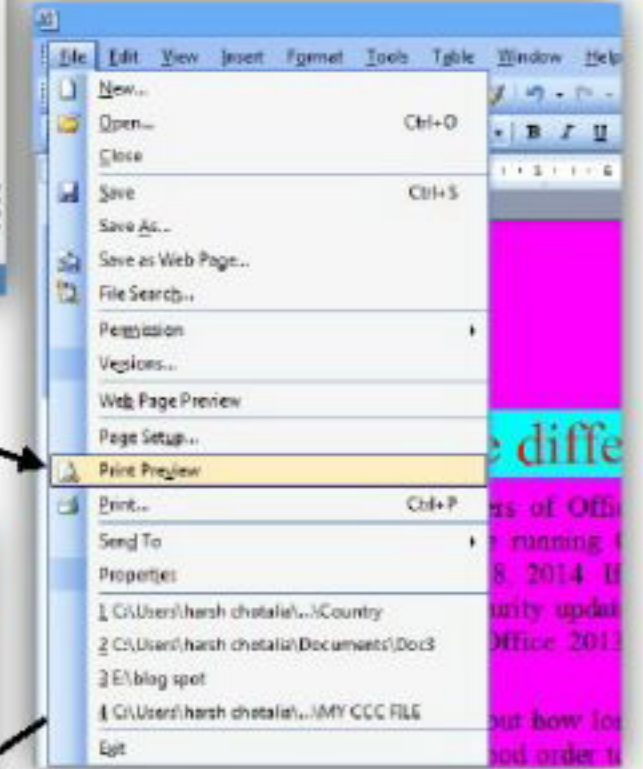 File Edit View Insert Format Tools Table Window Help
New...
Open... Ctrl+O
B I U
Close
Save Ctrl+S
Save As...
Save as Web Page...
File Search...
Permission
Versions...
Web Page Preview
Page Setup...
e diffe
Print Preview
Print... Ctrl+P
ers of Offi
Send To
running
Properties
8, 2014. If
1 C:\Users\harsh chotalia\...\Country
urity updat
2 C:\Users\harsh chotalia\Documents\Doc3
Office 2013
3 E:\blog spot
4 C:\Users\harsh chotalia\...\MY CCC FILE
out how lon
Exit
ood order to